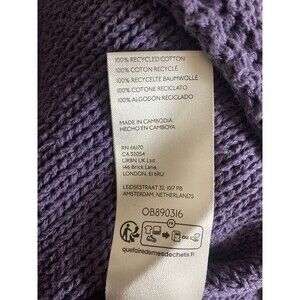 100% RECYCLED COTTON
100% COTON RECYCLÉ
100% RECYCELTE BAUMWOLLE
100% COTONE RICICLATO
100% ALGODÓN RECICLADO
MADE IN CAMBODIA
HECHO EN CAMBOYA
RN 66170
CA 32054
URBN UK Ltd
146 Brick Lane,
LONDON, E1 6RU
LEIDSESTRAAT 32, 1017 PB
AMSTERDAM, NETHERLANDS
OB890316
FR
quefairedemesdechets.fr